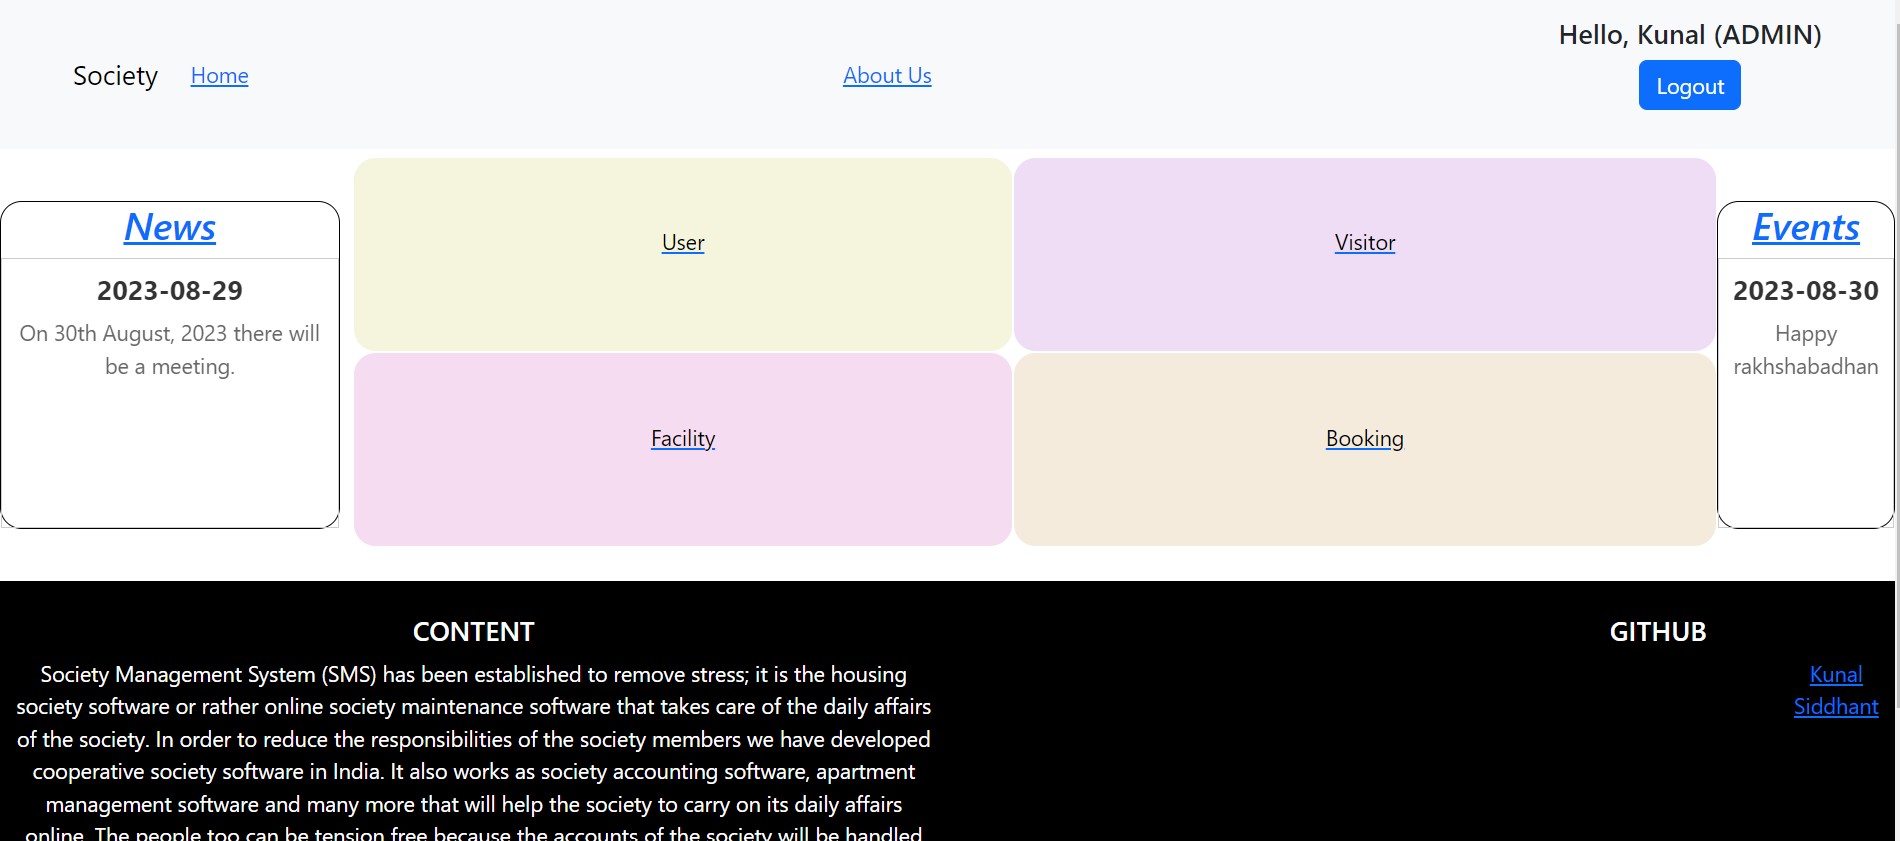 Hello, Kunal (ADMIN)
Society Home About Us
Logout
News
2023-08-29
On 30th August, 2023 there will
be a meeting.
User
Visitor
Facility
Booking
Events
2023-08-30
Happy
rakhshabadhan
CONTENT
Society Management System (SMS) has been established to remove stress; it is the housing
society software or rather online society maintenance software that takes care of the daily affairs
of the society. In order to reduce the responsibilities of the society members we have developed
cooperative society software in India. It also works as society accounting software, apartment
management software and many more that will help the society to carry on its daily affairs
online. The people too can be tension free because the accounts of the society will be handled
GITHUB
Kunal
Siddhant